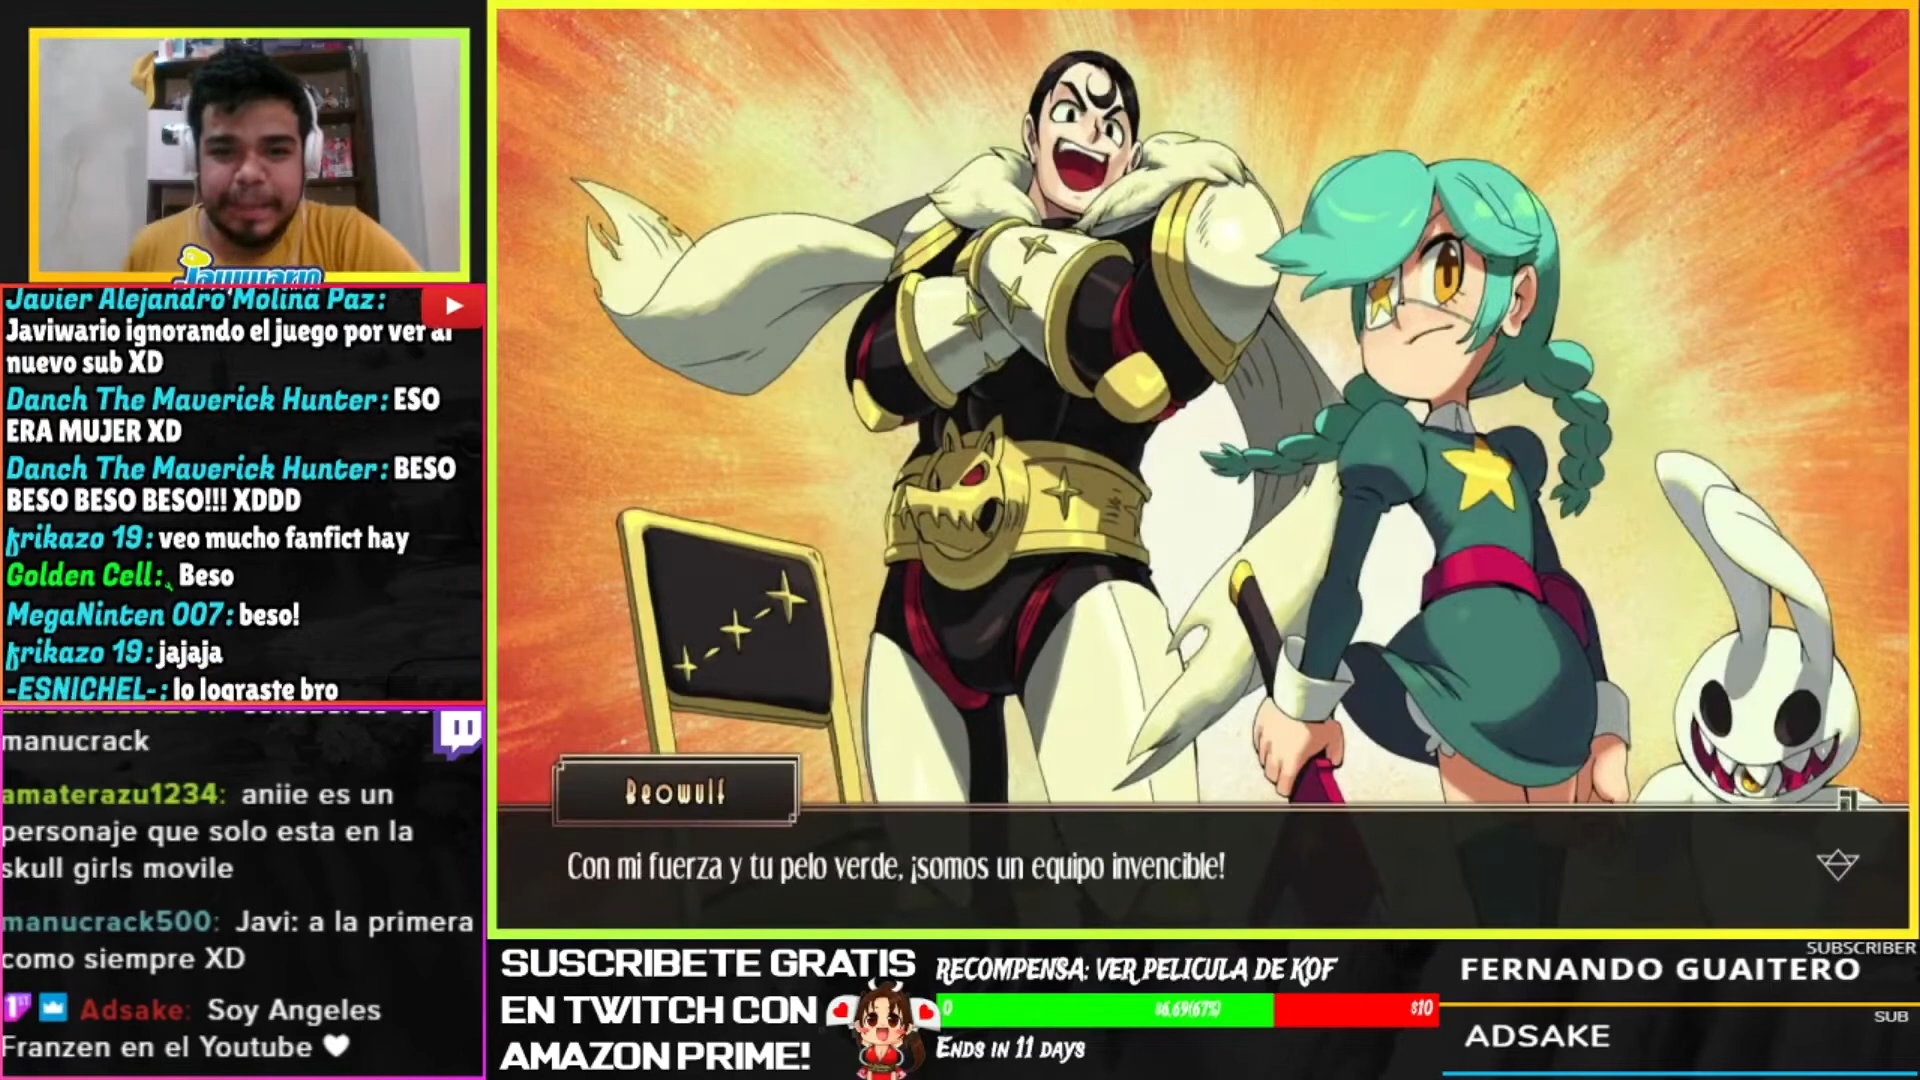 Javiwario
Javier Alejandro Molina Paz:
Javiwario ignorando el juego por ver al
nuevo sub XD
Danch The Maverick Hunter: ESO
ERA MUJER XD
Danch The Maverick Hunter: BESO
BESO BESO BESO!!! XDDD
frikazo 19: veo mucho fanfict hay
Golden Cell: Beso
MegaNinten 007: beso!
frikazo 19: jajaja
-ESNICHEL-: lo lograste bro
manucrack
amaterazu1234: aniie es un
personaje que solo esta en la
skull girls movile
manucrack500: Javi: a la primera
como siempre XD
1ST Adsake: Soy Angeles
Franzen en el Youtube
Beowulf
Con mi fuerza y tu pelo verde, ¡somos un equipo invencible!
SUSCRIBETE GRATIS
EN TWITCH CON
AMAZON PRIME!
RECOMPENSA: VER PELICULA DE KOF
0 $6.69(67%) $10
ENDS IN 11 DAYS
SUBSCRIBER
FERNANDO GUAITERO
SUB
ADSAKE